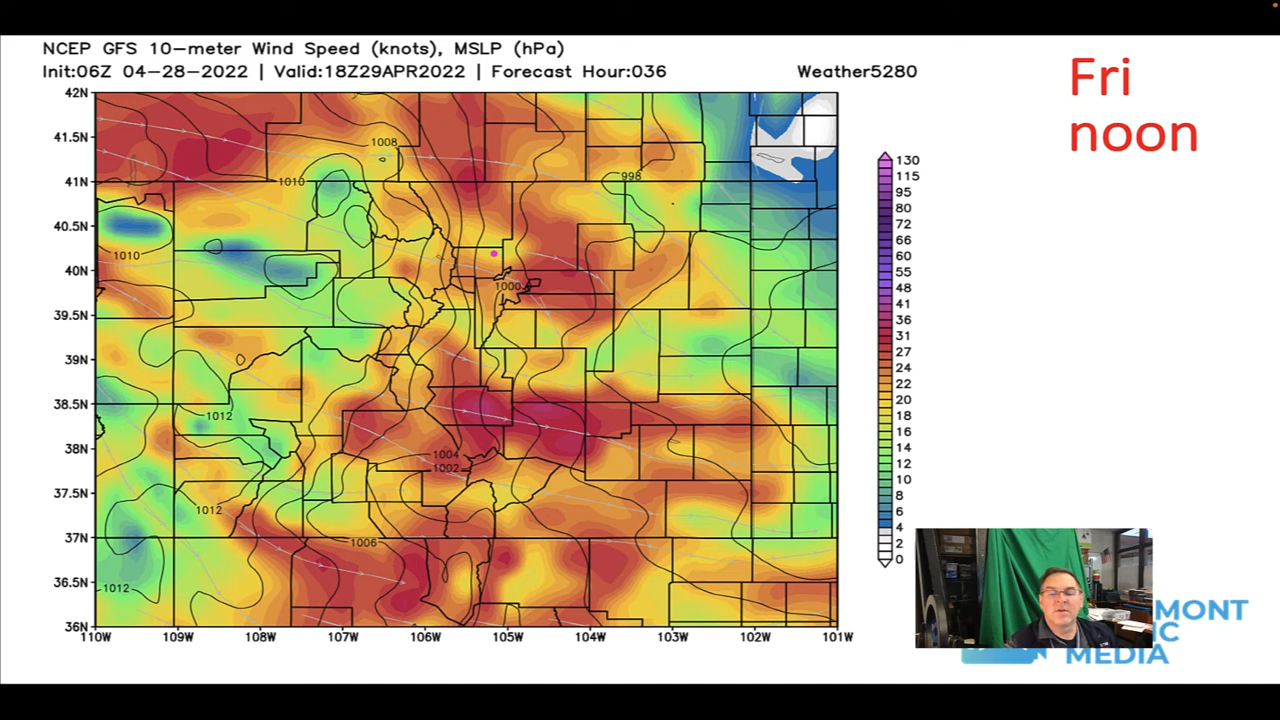 NCEP GFS 10-meter Wind Speed (knots), MSLP (hPa)
Init:06Z 04-28-2022 | Valid:18Z29APR2022 | Forecast Hour:036
Weather5280
Fri
noon
42N
41.5N
41N
40.5N
40N
39.5N
39N
38.5N
38N
37.5N
37N
36.5N
36N
110W
109W
108W
107W
106W
105W
104W
103W
102W
101W
1008
1010
998
1010
1000
1012
1004
1002
1012
1006
1012
130
115
95
80
72
66
60
55
48
41
36
31
27
24
22
20
18
16
14
12
10
8
6
4
2
0
MONT
IC
MEDIA